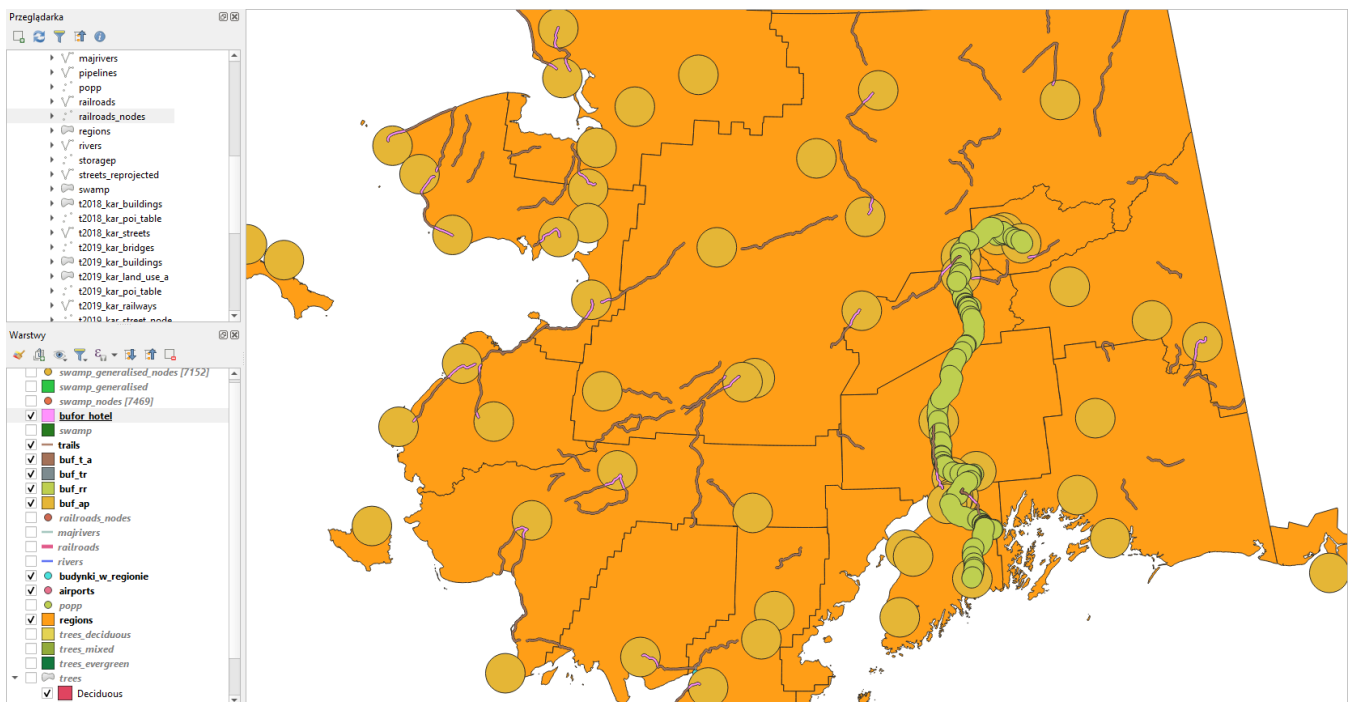 Przeglądarka
majrivers
pipelines
popp
railroads
railroads_nodes
regions
rivers
storagep
streets_reprojected
swamp
t2018_kar_buildings
t2018_kar_poi_table
t2018_kar_streets
t2019_kar_bridges
t2019_kar_buildings
t2019_kar_land_use_a
t2019_kar_poi_table
t2019_kar_railways
t2019_kar_street_node
Warstwy
swamp_generalised_nodes [7152]
swamp_generalised
swamp_nodes [7469]
bufor_hotel
swamp
trails
buf_t_a
buf_tr
buf_rr
buf_ap
railroads_nodes
majrivers
railroads
rivers
budynki_w_regionie
airports
popp
regions
trees_deciduous
trees_mixed
trees_evergreen
trees
Deciduous